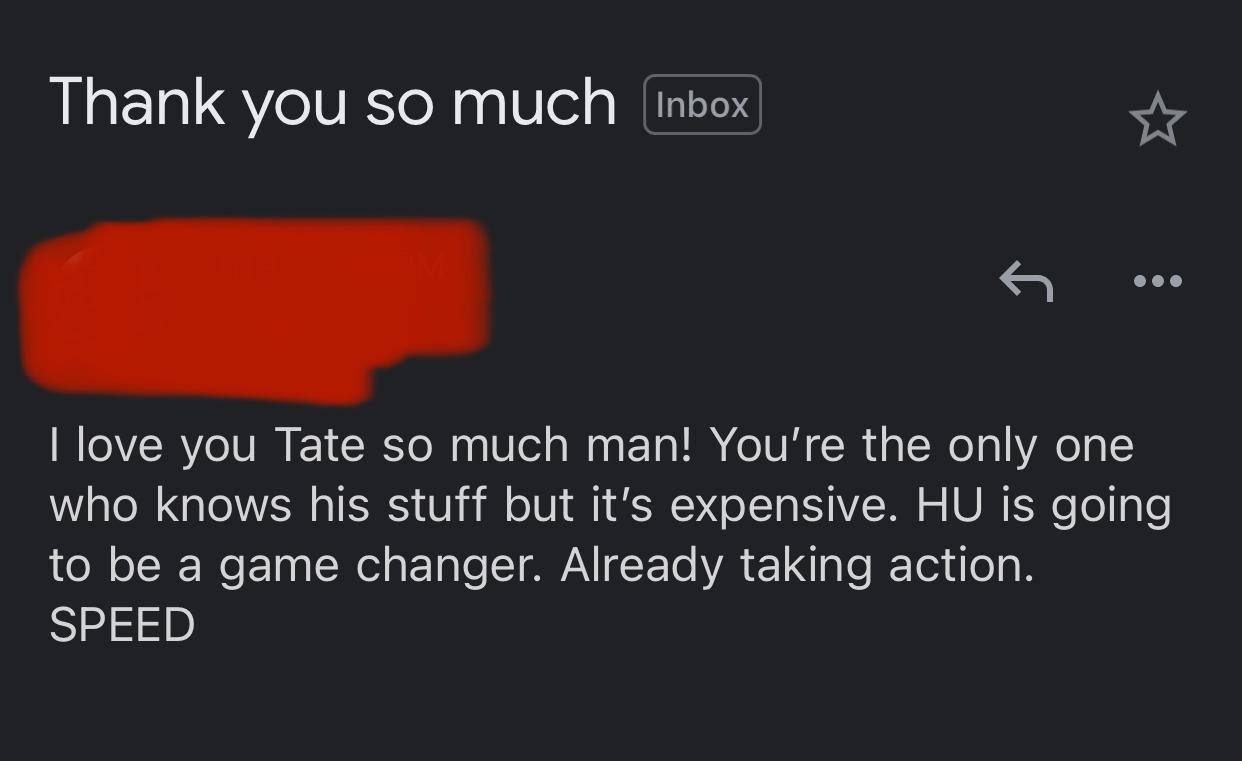 Thank you so much Inbox
I love you Tate so much man! You’re the only one
who knows his stuff but it’s expensive. HU is going
to be a game changer. Already taking action.
SPEED